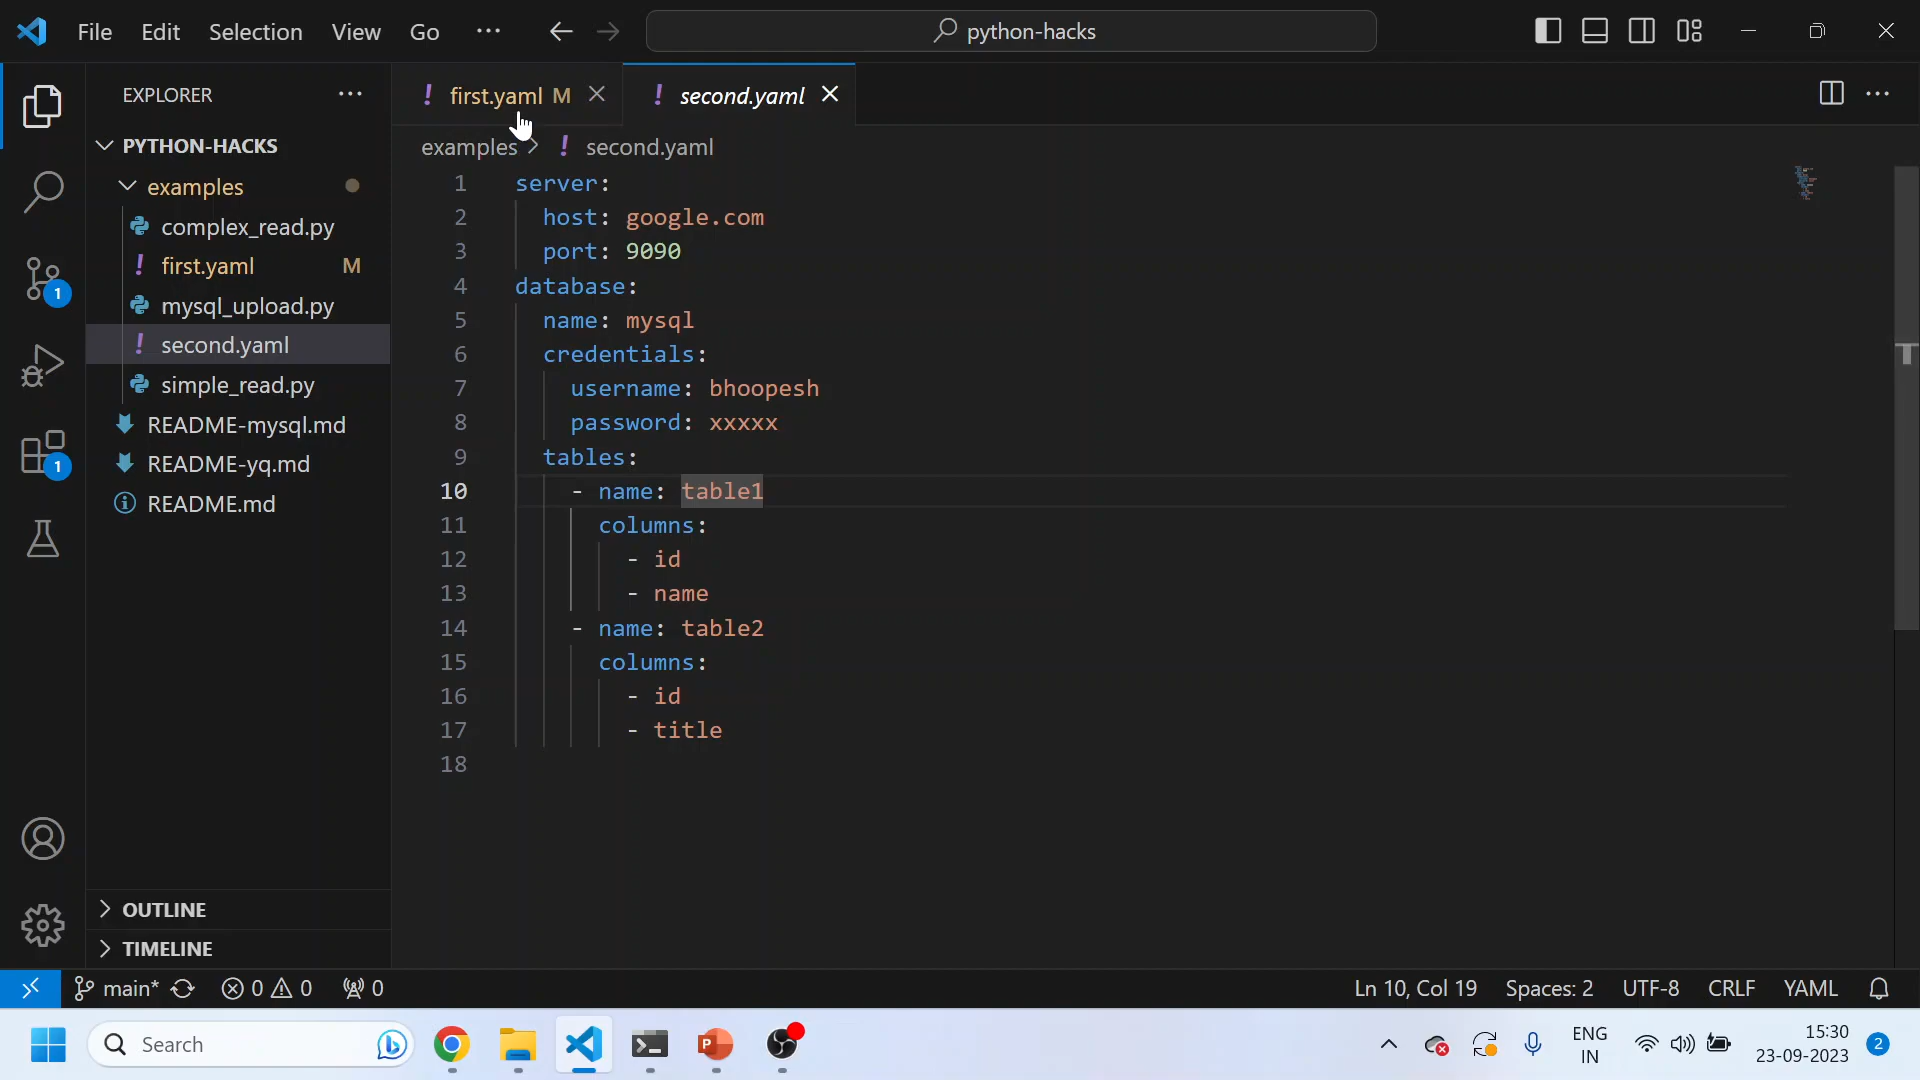 File Edit Selection View Go ··· python-hacks
EXPLORER ···
PYTHON-HACKS
examples
complex_read.py
! first.yaml M
mysql_upload.py
! second.yaml
simple_read.py
README-mysql.md
README-yq.md
README.md
1
1
OUTLINE
TIMELINE
! first.yaml M ! second.yaml ···
examples > ! second.yaml
1 server:
2 host: google.com
3 port: 9090
4 database:
5 name: mysql
6 credentials:
7 username: bhoopesh
8 password: xxxxx
9 tables:
10 - name: table1
11 columns:
12 - id
13 - name
14 - name: table2
15 columns:
16 - id
17 - title
18
main* 0 0 0 Ln 10, Col 19 Spaces: 2 UTF-8 CRLF YAML
Search
ENG
IN
15:30
23-09-2023
2